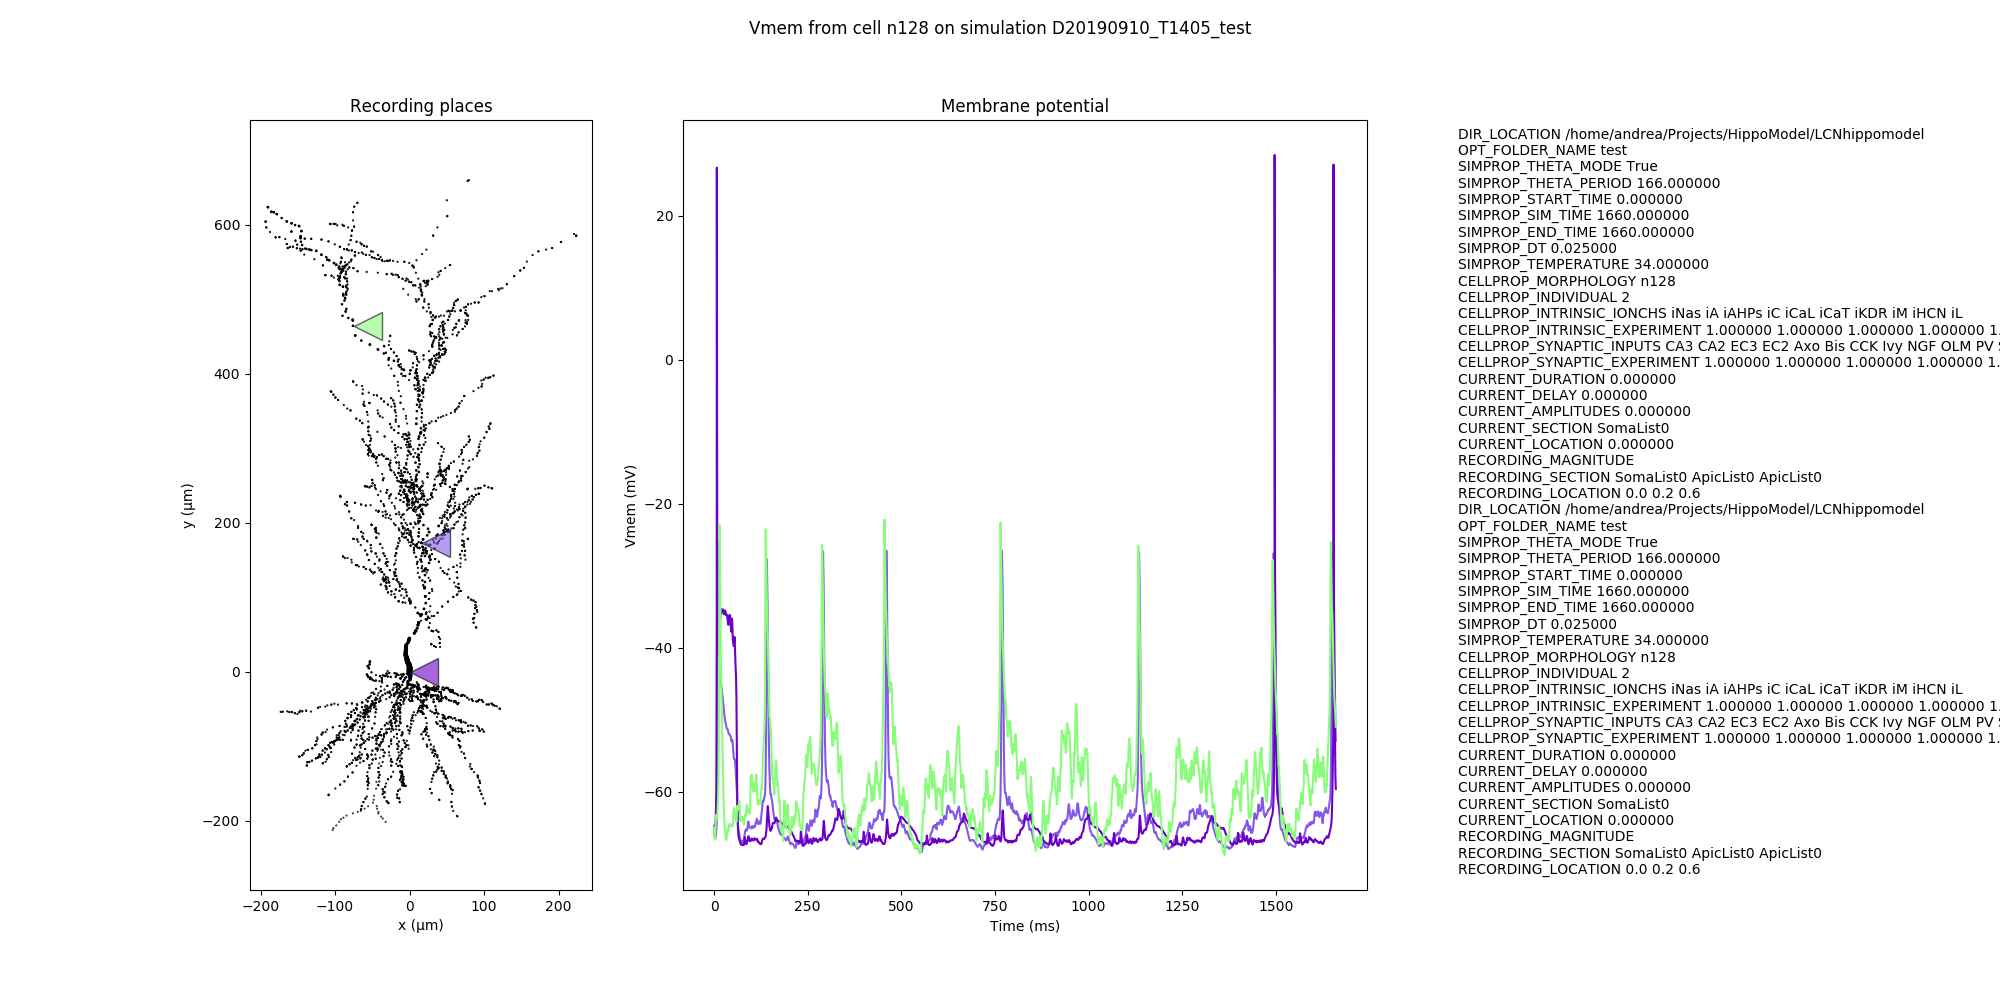 Vmem from cell n128 on simulation D20190910_T1405_test
Recording places
y (μm)
600
400
200
0
−200
−200 −100 0 100 200
x (μm)
Membrane potential
Vmem (mV)
20
0
−20
−40
−60
0 250 500 750 1000 1250 1500
Time (ms)
DIR_LOCATION /home/andrea/Projects/HippoModel/LCNhippomodel
OPT_FOLDER_NAME test
SIMPROP_THETA_MODE True
SIMPROP_THETA_PERIOD 166.000000
SIMPROP_START_TIME 0.000000
SIMPROP_SIM_TIME 1660.000000
SIMPROP_END_TIME 1660.000000
SIMPROP_DT 0.025000
SIMPROP_TEMPERATURE 34.000000
CELLPROP_MORPHOLOGY n128
CELLPROP_INDIVIDUAL 2
CELLPROP_INTRINSIC_IONCHS iNas iA iAHPs iC iCaL iCaT iKDR iM iHCN iL
CELLPROP_INTRINSIC_EXPERIMENT 1.000000 1.000000 1.000000 1.000000 1.
CELLPROP_SYNAPTIC_INPUTS CA3 CA2 EC3 EC2 Axo Bis CCK Ivy NGF OLM PV
CELLPROP_SYNAPTIC_EXPERIMENT 1.000000 1.000000 1.000000 1.000000 1.
CURRENT_DURATION 0.000000
CURRENT_DELAY 0.000000
CURRENT_AMPLITUDES 0.000000
CURRENT_SECTION SomaList0
CURRENT_LOCATION 0.000000
RECORDING_MAGNITUDE
RECORDING_SECTION SomaList0 ApicList0 ApicList0
RECORDING_LOCATION 0.0 0.2 0.6
DIR_LOCATION /home/andrea/Projects/HippoModel/LCNhippomodel
OPT_FOLDER_NAME test
SIMPROP_THETA_MODE True
SIMPROP_THETA_PERIOD 166.000000
SIMPROP_START_TIME 0.000000
SIMPROP_SIM_TIME 1660.000000
SIMPROP_END_TIME 1660.000000
SIMPROP_DT 0.025000
SIMPROP_TEMPERATURE 34.000000
CELLPROP_MORPHOLOGY n128
CELLPROP_INDIVIDUAL 2
CELLPROP_INTRINSIC_IONCHS iNas iA iAHPs iC iCaL iCaT iKDR iM iHCN iL
CELLPROP_INTRINSIC_EXPERIMENT 1.000000 1.000000 1.000000 1.000000 1.
CELLPROP_SYNAPTIC_INPUTS CA3 CA2 EC3 EC2 Axo Bis CCK Ivy NGF OLM PV
CELLPROP_SYNAPTIC_EXPERIMENT 1.000000 1.000000 1.000000 1.000000 1.
CURRENT_DURATION 0.000000
CURRENT_DELAY 0.000000
CURRENT_AMPLITUDES 0.000000
CURRENT_SECTION SomaList0
CURRENT_LOCATION 0.000000
RECORDING_MAGNITUDE
RECORDING_SECTION SomaList0 ApicList0 ApicList0
RECORDING_LOCATION 0.0 0.2 0.6